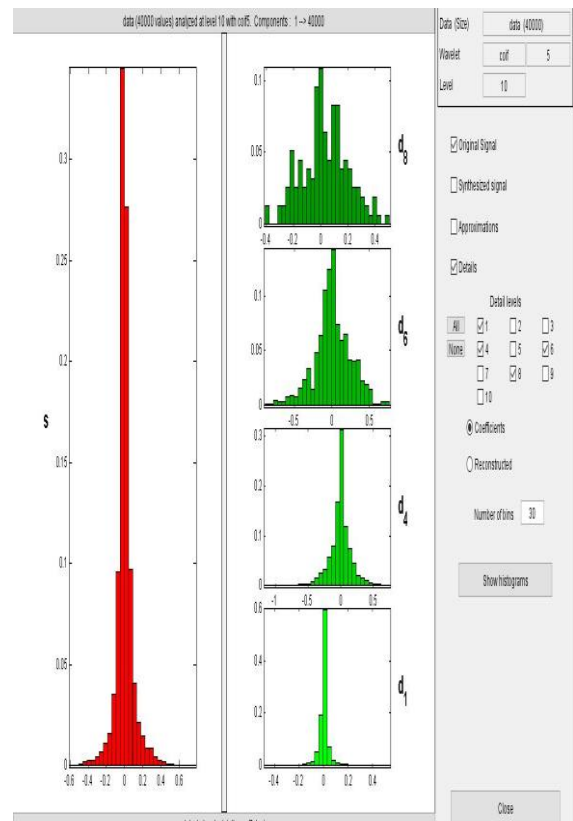 data (40000 values) analyzed at level 10 with coif5. Components : 1 --> 40000
s
0.3
0.25
0.2
0.15
0.1
0.05
0
-0.6 -0.4 -0.2 0 0.2 0.4 0.6
0.1
0.05
0
-0.4 -0.2 0 0.2 0.4
d8
0.1
0.05
0
-0.5 0 0.5
d6
0.3
0.2
0.1
0
-1 -0.5 0 0.5
d4
0.6
0.4
0.2
0
-0.4 -0.2 0 0.2 0.4
d1
Data (Size) data (40000)
Wavelet coif 5
Level 10
Original Signal
Synthesized signal
Approximations
Details
Detail levels
All 1 2 3
None 4 5 6
7 8 9
10
Coefficients
Reconstructed
Number of bins 30
Show histograms
Close